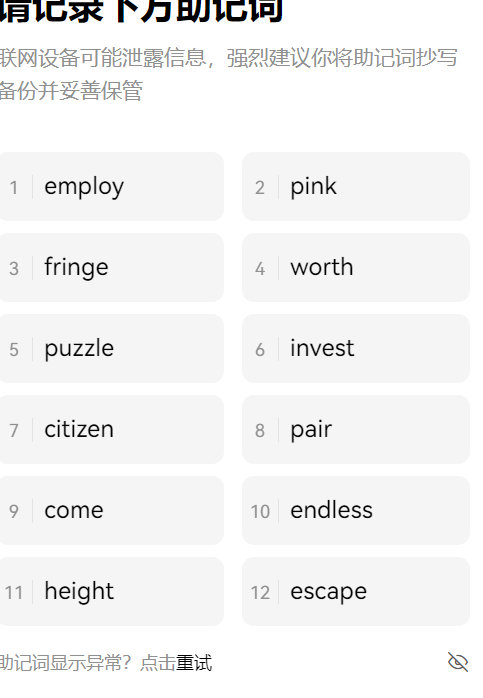 请记录下方助记词
联网设备可能泄露信息，强烈建议你将助记词抄写
备份并妥善保管
1 employ
2 pink
3 fringe
4 worth
5 puzzle
6 invest
7 citizen
8 pair
9 come
10 endless
11 height
12 escape
助记词显示异常？点击重试